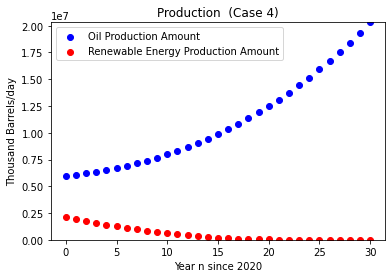 Production (Case 4)
1e7
Oil Production Amount
Renewable Energy Production Amount
2.00
1.75
1.50
1.25
1.00
0.75
0.50
0.25
0.00
Thousand Barrels/day
0 5 10 15 20 25 30
Year n since 2020